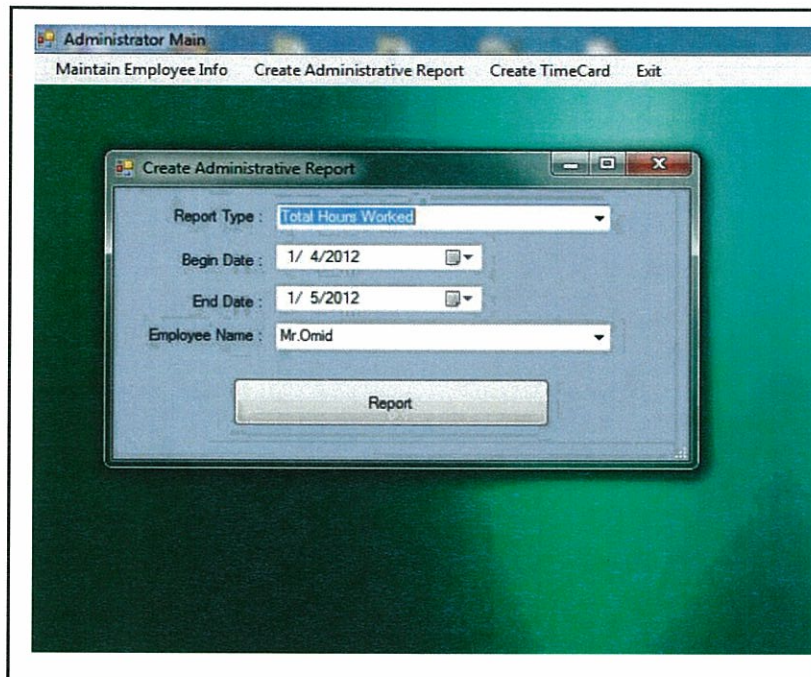 Administrator Main
Maintain Employee Info Create Administrative Report Create TimeCard Exit
Create Administrative Report
Report Type : Total Hours Worked
Begin Date : 1/ 4/2012
End Date : 1/ 5/2012
Employee Name : Mr.Omid
Report